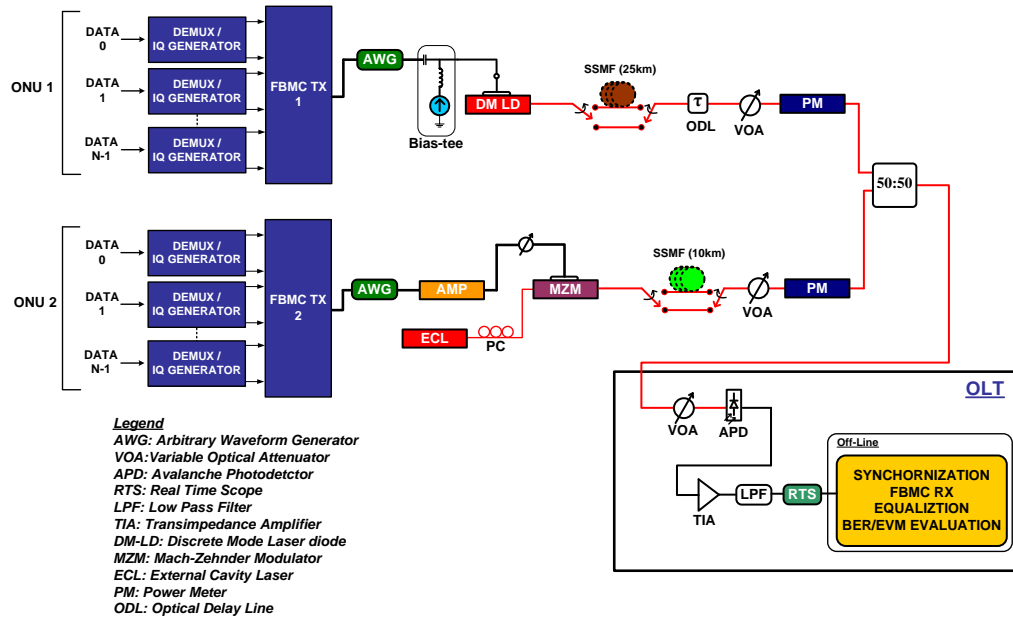 ONU 1
DATA
0
DEMUX /
IQ GENERATOR
DATA
1
DEMUX /
IQ GENERATOR
DATA
N-1
DEMUX /
IQ GENERATOR
FBMC TX
1
AWG
Bias-tee
DM LD
SSMF (25km)
τ
ODL
VOA
PM
50:50
ONU 2
DATA
0
DEMUX /
IQ GENERATOR
DATA
1
DEMUX /
IQ GENERATOR
DATA
N-1
DEMUX /
IQ GENERATOR
FBMC TX
2
AWG
AMP
MZM
ECL
PC
SSMF (10km)
VOA
PM
OLT
VOA
APD
TIA
LPF
RTS
Off-Line
SYNCHORNIZATION
FBMC RX
EQUALIZTION
BER/EVM EVALUATION
Legend
AWG: Arbitrary Waveform Generator
VOA:Variable Optical Attenuator
APD: Avalanche Photodetctor
RTS: Real Time Scope
LPF: Low Pass Filter
TIA: Transimpedance Amplifier
DM-LD: Discrete Mode Laser diode
MZM: Mach-Zehnder Modulator
ECL: External Cavity Laser
PM: Power Meter
ODL: Optical Delay Line